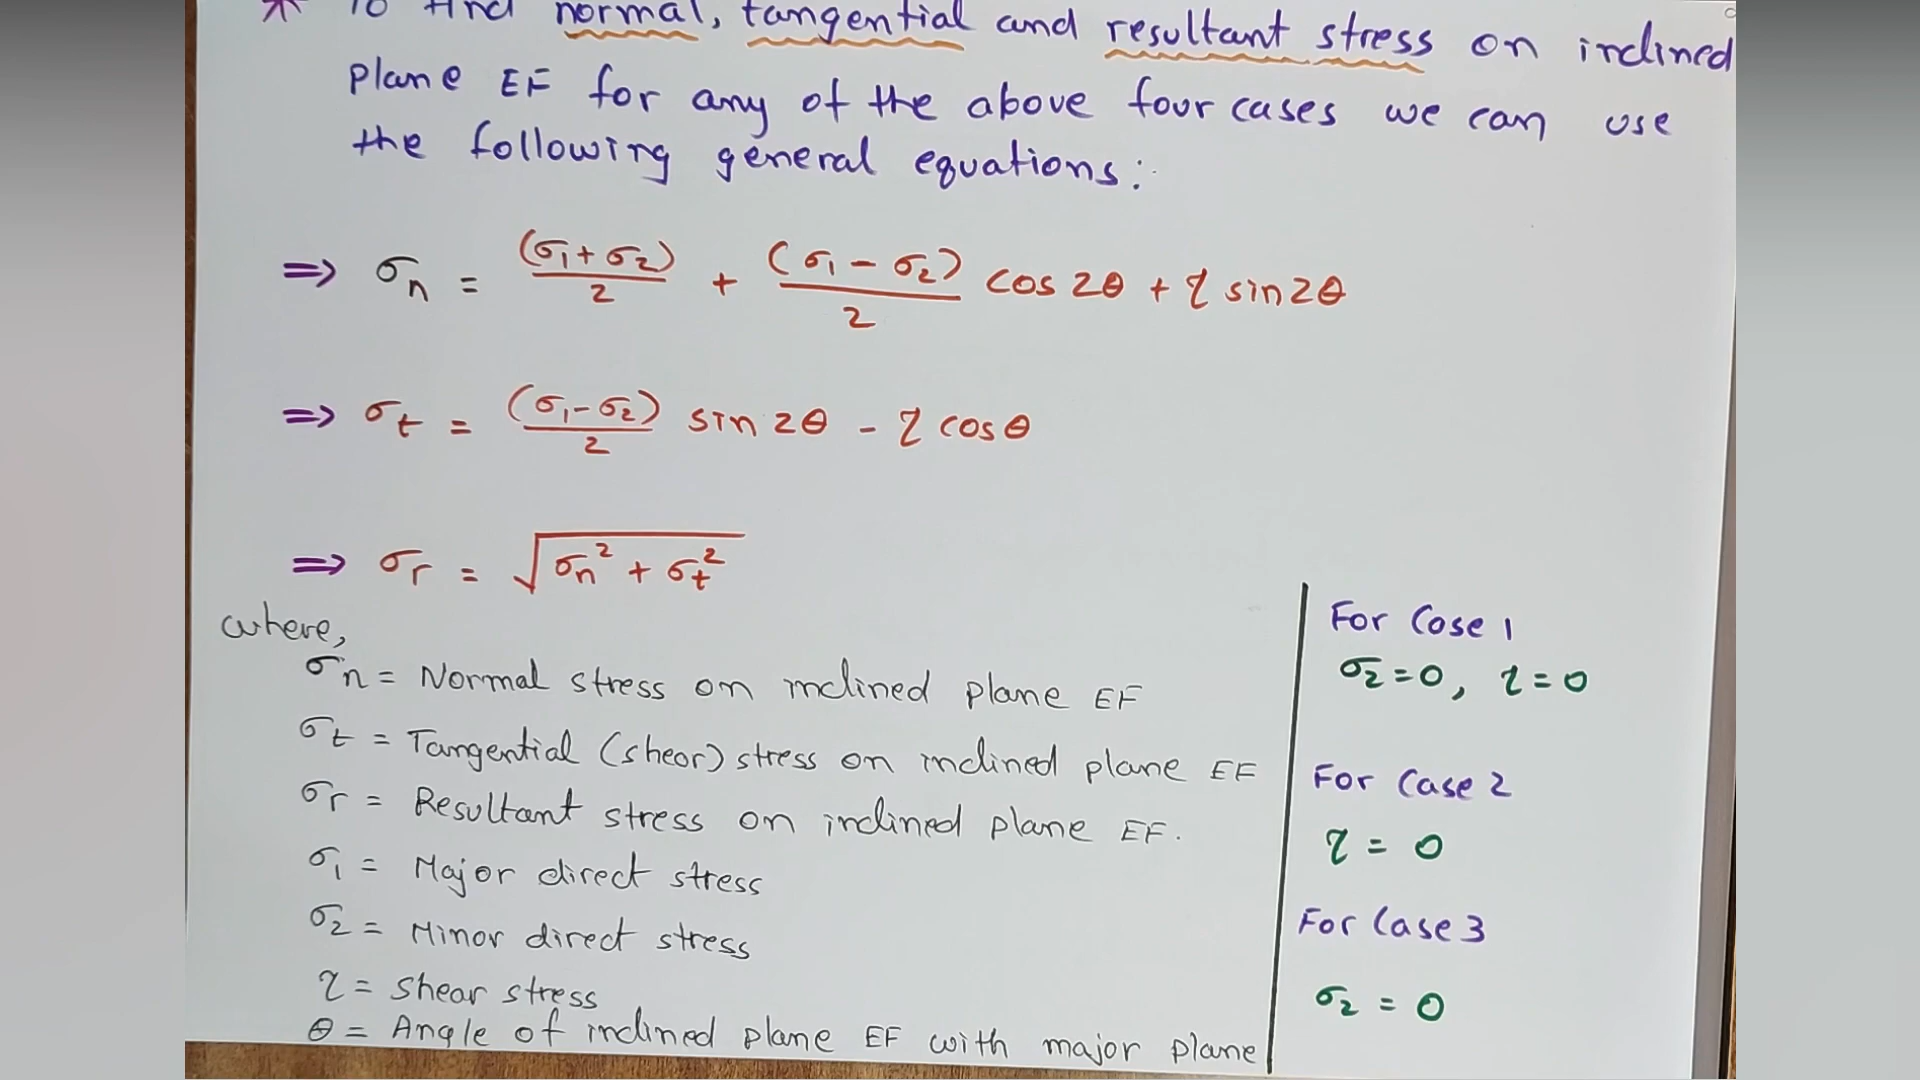 * To find normal, tangential and resultant stress on inclined
plane EF for any of the above four cases we can use
the following general equations:
⇒ σn = (σ1+σ2)/2 + (σ1-σ2)/2 cos 2θ + τ sin 2θ
⇒ σt = (σ1-σ2)/2 sin 2θ - τ cos θ
⇒ σr = √(σn² + σt²)
where,
σn = Normal stress on inclined plane EF
σt = Tangential (shear) stress on inclined plane EF
σr = Resultant stress on inclined plane EF.
σ1 = Major direct stress
σ2 = Minor direct stress
τ = shear stress
θ = Angle of inclined plane EF with major plane
For Case 1
σ2 = 0, τ = 0
For Case 2
τ = 0
For Case 3
σ2 = 0